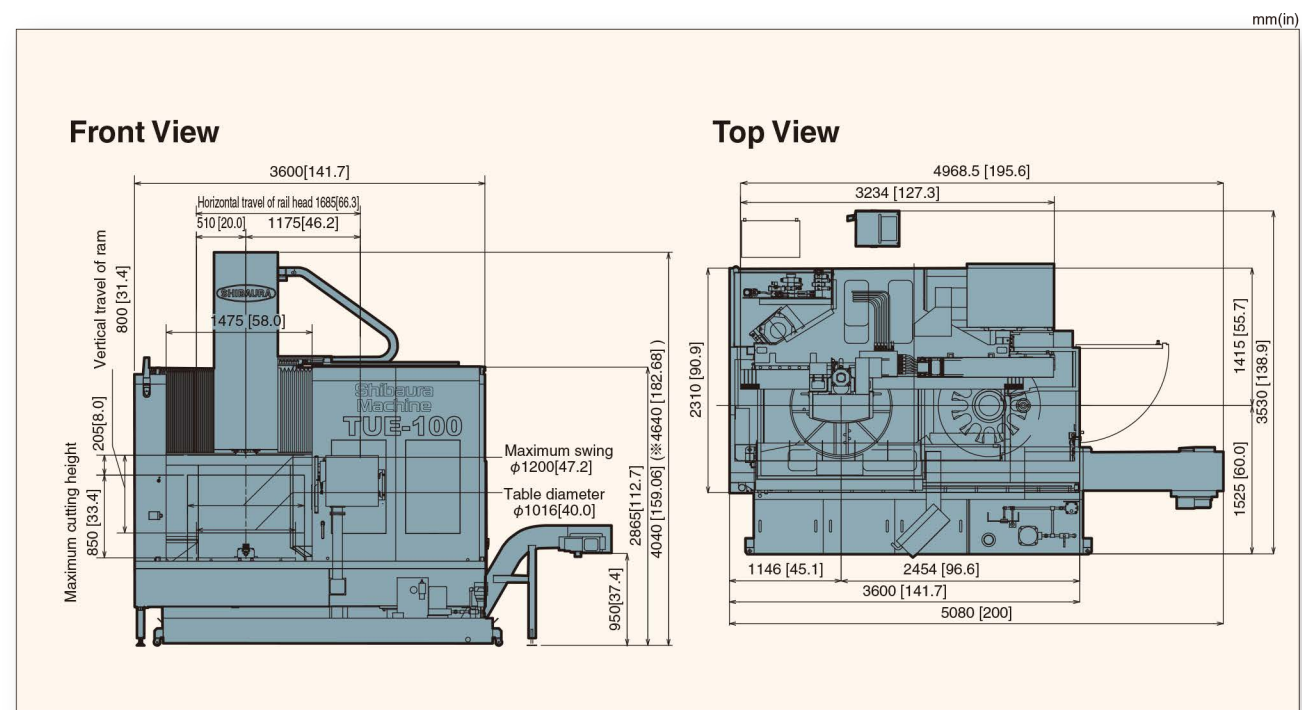 mm(in)
Front View
Top View
3600[141.7]
Horizontal travel of rail head 1685[66.3]
510 [20.0]
1175[46.2]
Vertical travel of ram
800 [31.4]
SHIBAURA
1475 [58.0]
Shibaura
Machine
TUE-100
205[8.0]
Maximum cutting height
850 [33.4]
Maximum swing
φ1200[47.2]
Table diameter
φ1016[40.0]
950[37.4]
2865[112.7]
4040 [159.06] (※4640 [182.68] )
4968.5 [195.6]
3234 [127.3]
2310 [90.9]
1415 [55.7]
3530 [138.9]
1525 [60.0]
1146 [45.1]
2454 [96.6]
3600 [141.7]
5080 [200]